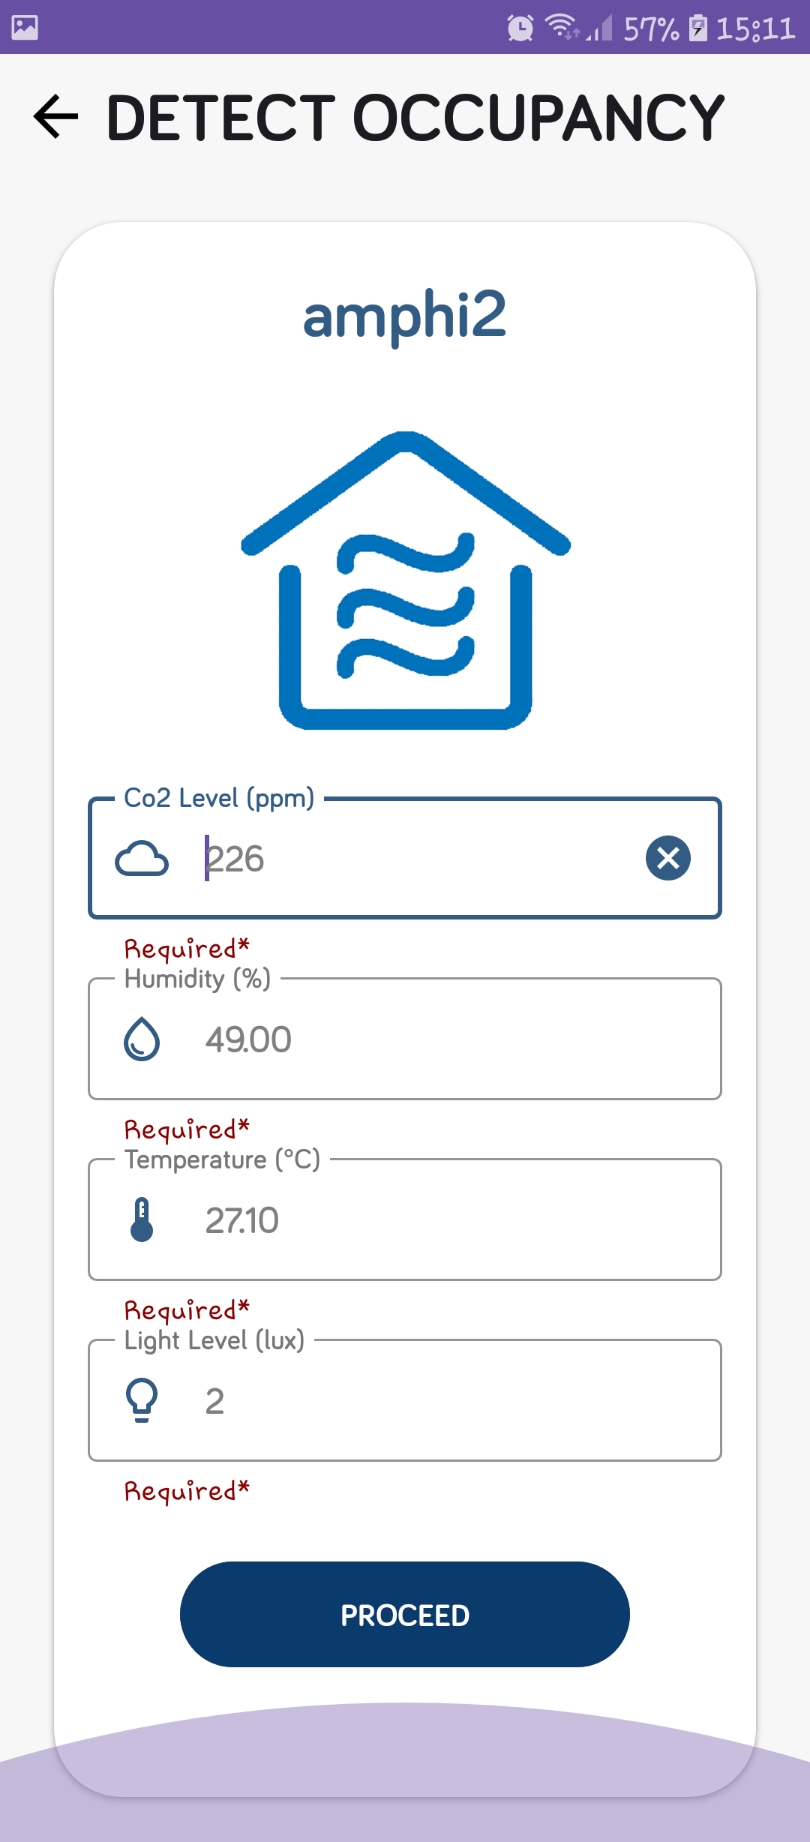 57% 15:11
DETECT OCCUPANCY
amphi2
Co2 Level (ppm)
226
Required*
Humidity (%)
49.00
Required*
Temperature (°C)
27.10
Required*
Light Level (lux)
2
Required*
PROCEED